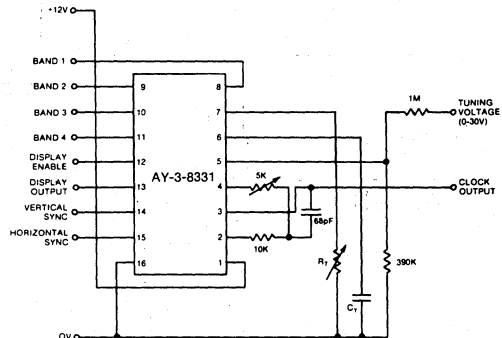 +12V
BAND 1
BAND 2
BAND 3
BAND 4
DISPLAY
ENABLE
DISPLAY
OUTPUT
VERTICAL
SYNC
HORIZONTAL
SYNC
0V
9
10
11
12
13
14
15
16
AY-3-8331
8
7
6
5
4
3
2
1
5K
10K
68pF
RT
CT
390K
1M
TUNING
VOLTAGE
(0-30V)
CLOCK
OUTPUT